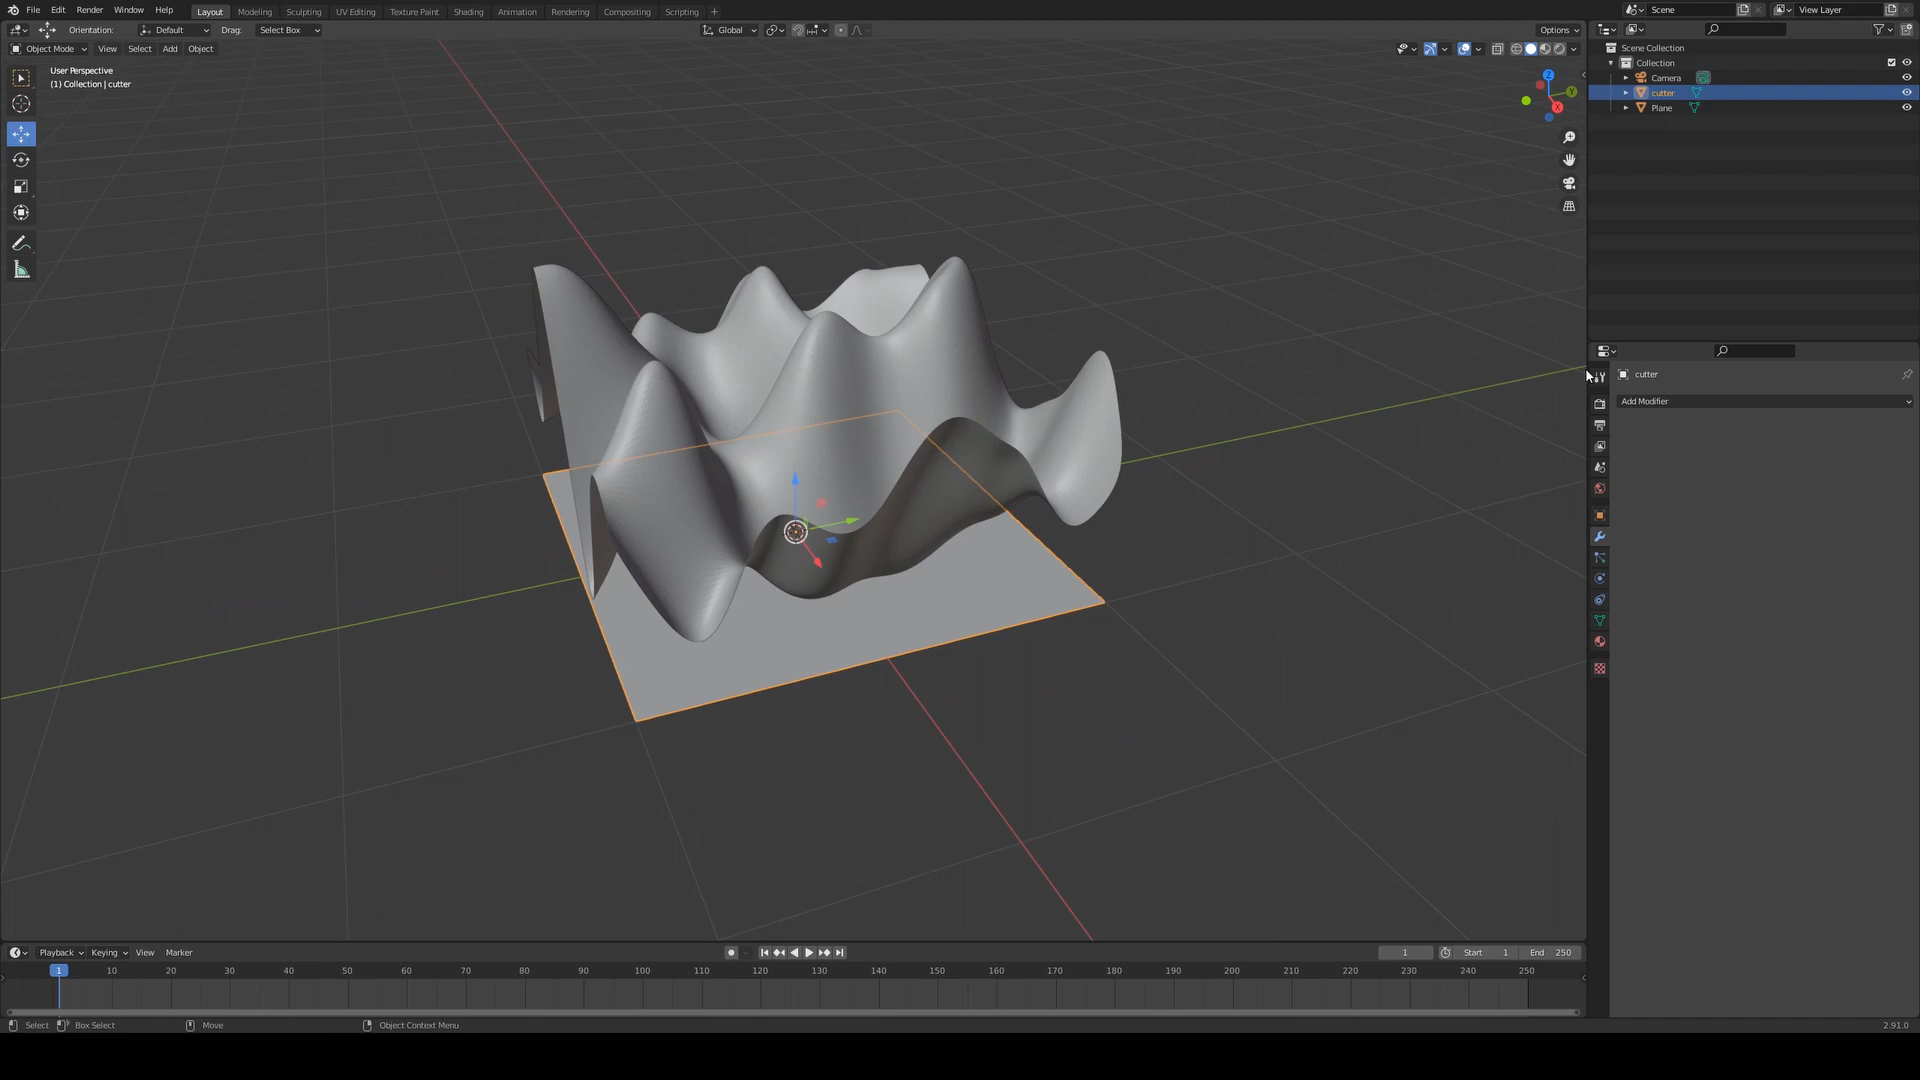 File Edit Render Window Help Layout Modeling Sculpting UV Editing Texture Paint Shading Animation Rendering Compositing Scripting + Scene View Layer
Orientation: Default Drag: Select Box Global Options
Object Mode View Select Add Object
Scene Collection
User Perspective
(1) Collection | cutter
Collection
Camera
cutter
Plane
Z
Y
X
cutter
Add Modifier
Playback Keying View Marker 1 Start 1 End 250
1 10 20 30 40 50 60 70 80 90 100 110 120 130 140 150 160 170 180 190 200 210 220 230 240 250
Select Box Select Move Object Context Menu 2.91.0